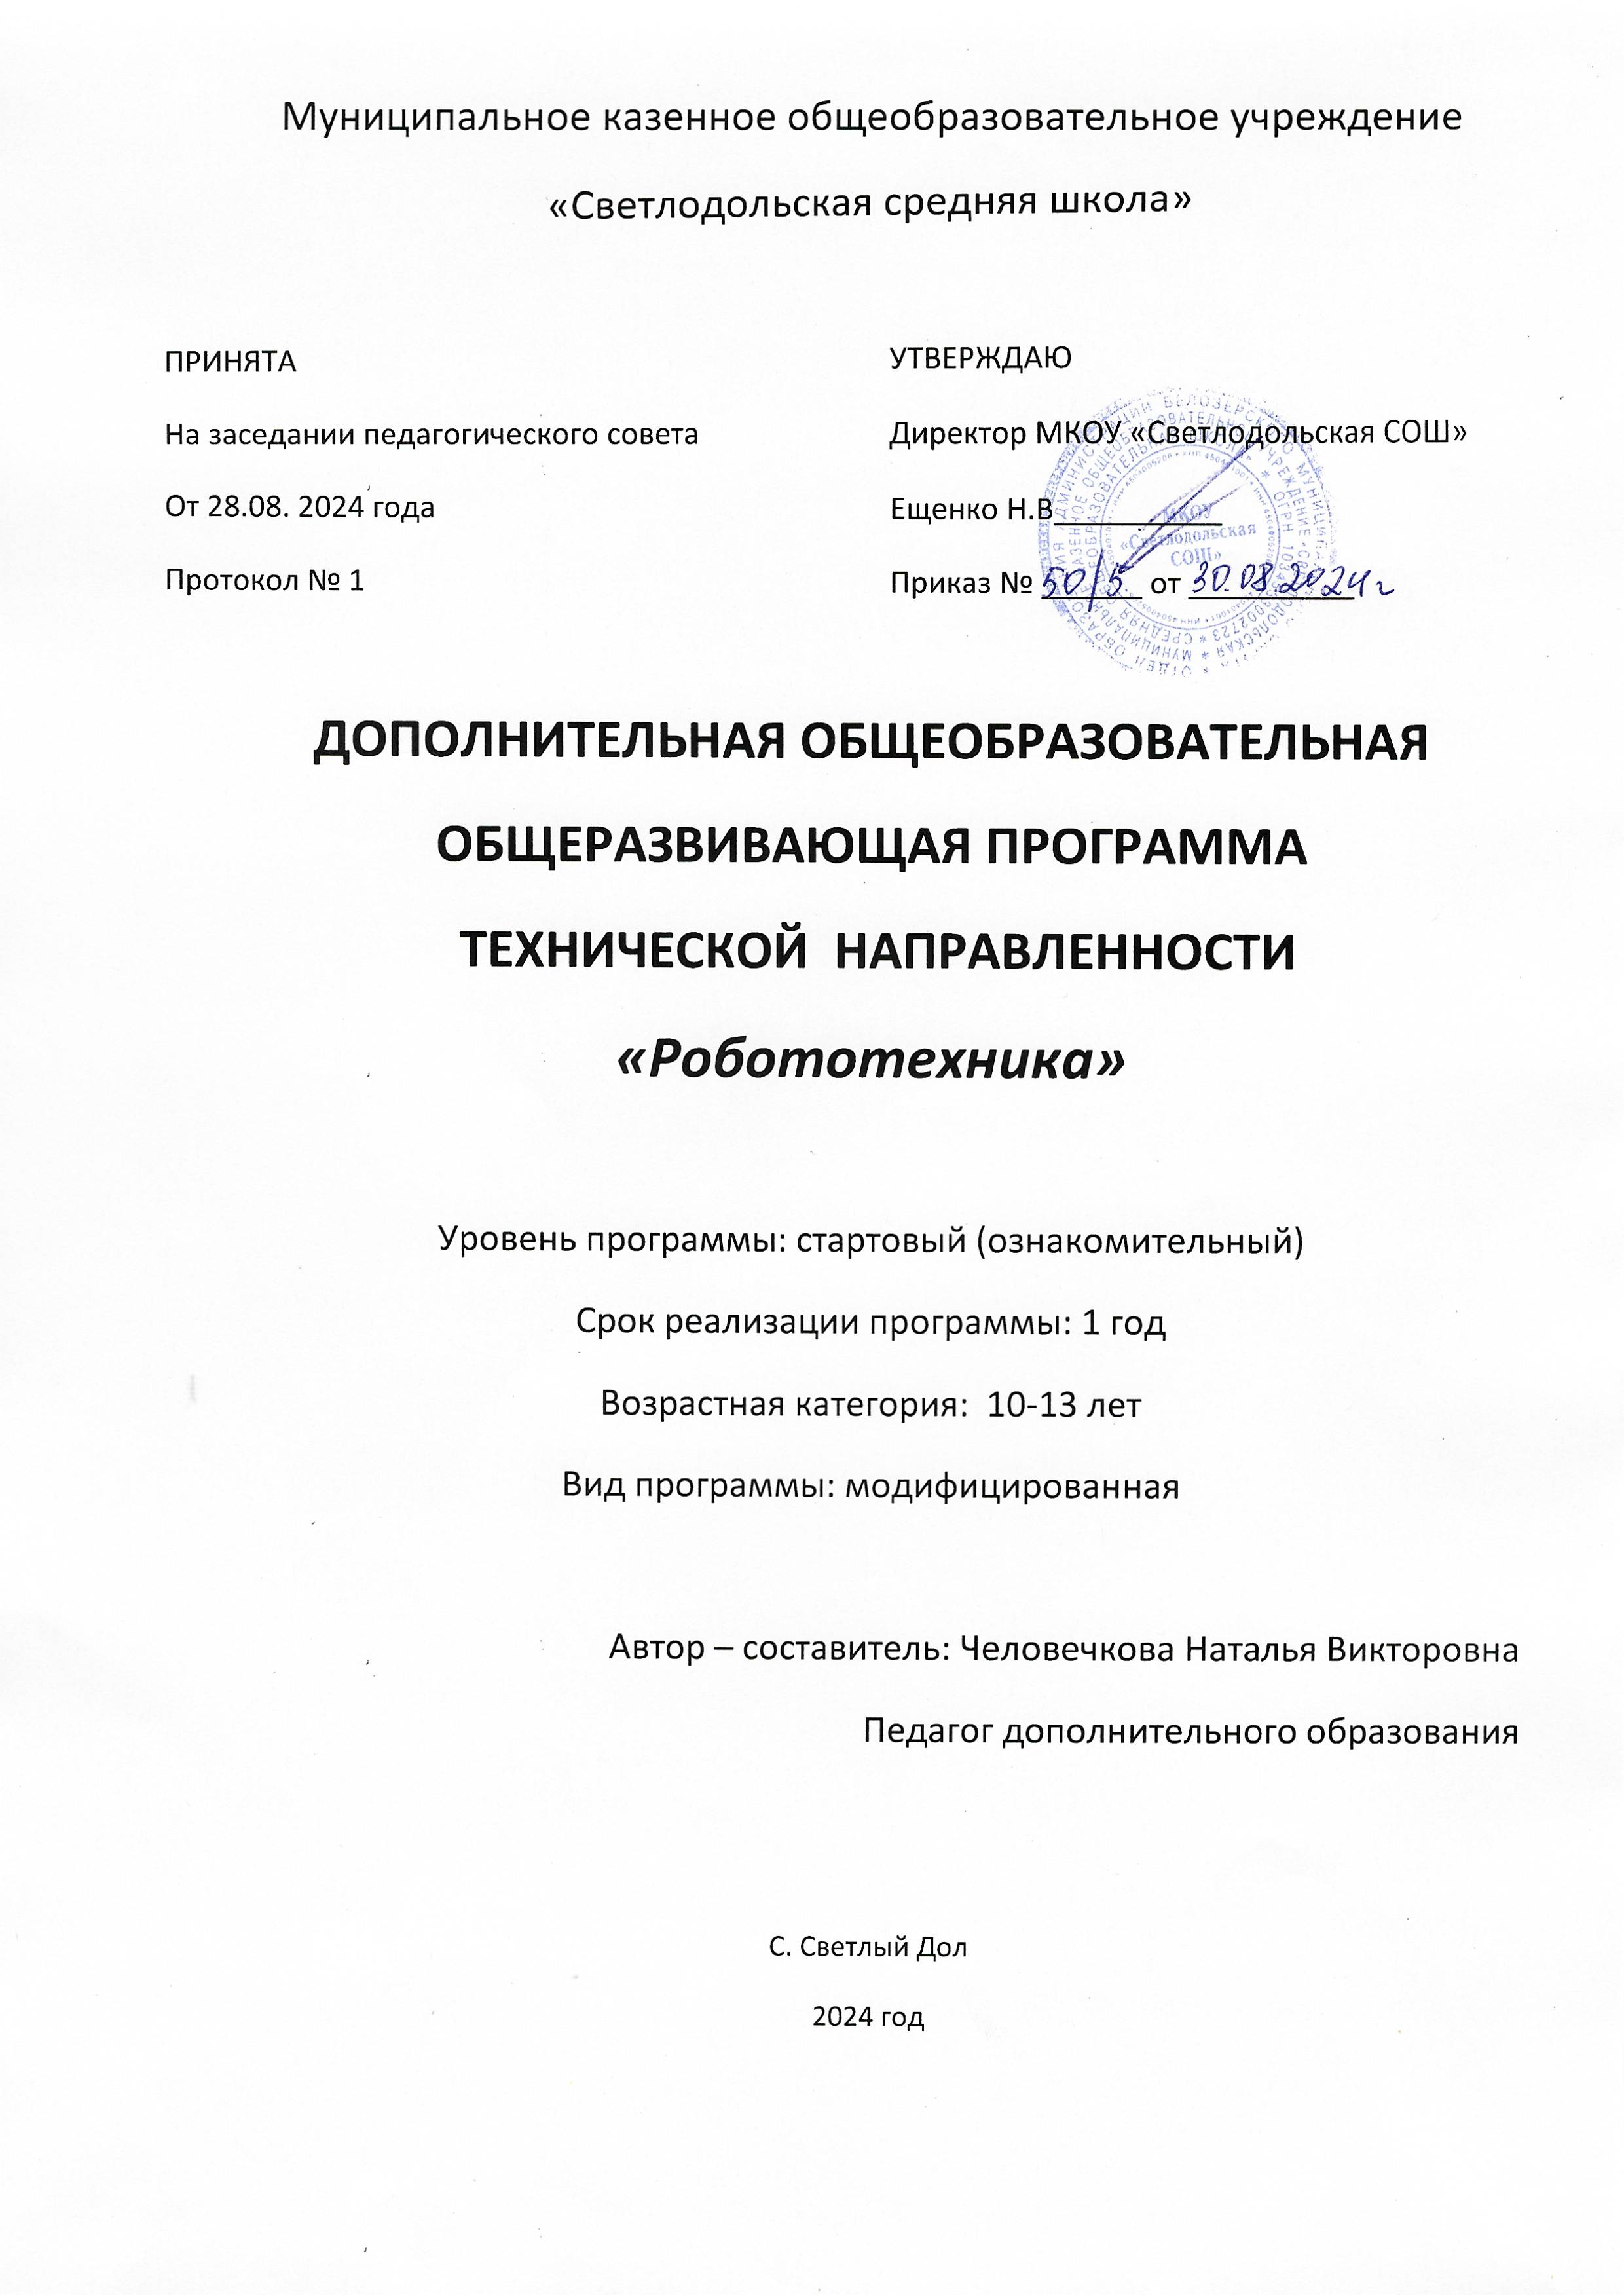 Муниципальное казенное общеобразовательное учреждение
«Светлодольская средняя школа»
ПРИНЯТА
На заседании педагогического совета
От 28.08. 2024 года
Протокол № 1
УТВЕРЖДАЮ
Директор МКОУ «Светлодольская СОШ»
Ещенко Н.В
Приказ № 50/5 от 30.08.2024г
МКОУ
«Светлодольская
СОШ»
ДОПОЛНИТЕЛЬНАЯ ОБЩЕОБРАЗОВАТЕЛЬНАЯ
ОБЩЕРАЗВИВАЮЩАЯ ПРОГРАММА
ТЕХНИЧЕСКОЙ НАПРАВЛЕННОСТИ
«Робототехника»
Уровень программы: стартовый (ознакомительный)
Срок реализации программы: 1 год
Возрастная категория: 10-13 лет
Вид программы: модифицированная
Автор – составитель: Человечкова Наталья Викторовна
Педагог дополнительного образования
С. Светлый Дол
2024 год